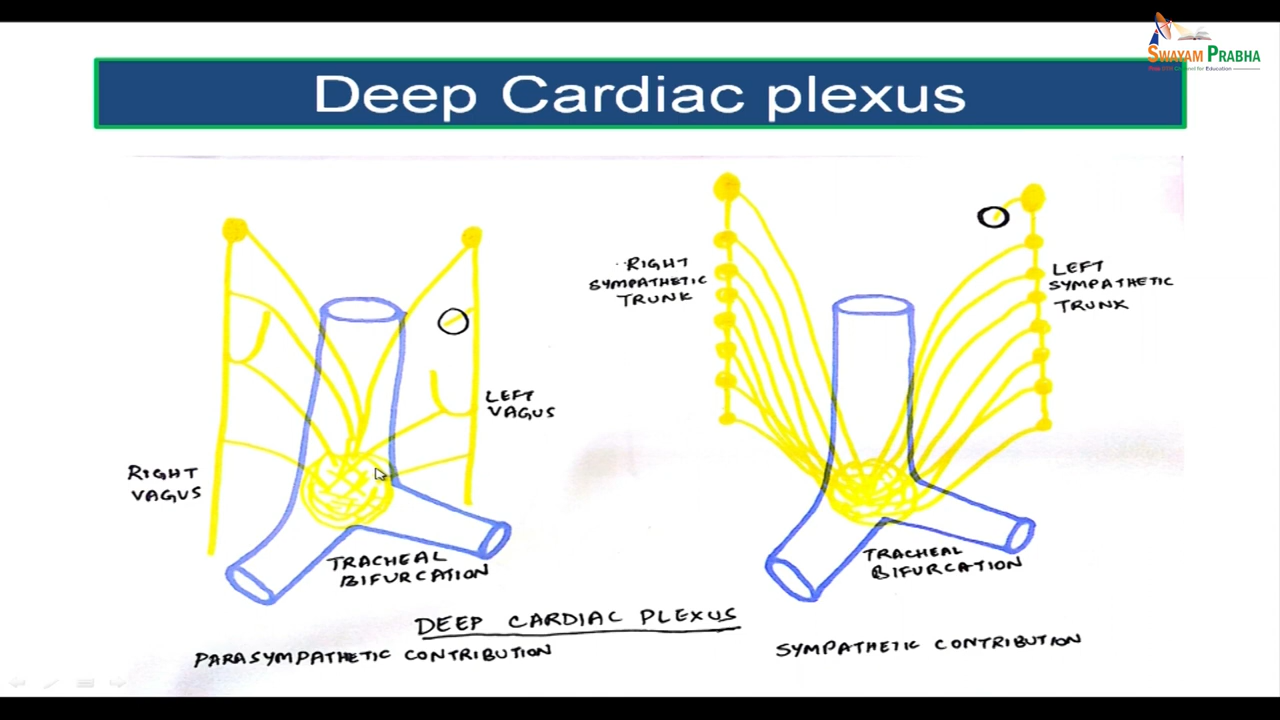 SWAYAM PRABHA
Deep Cardiac plexus
RIGHT
SYMPATHETIC
TRUNK
LEFT
SYMPATHETIC
TRUNK
LEFT
VAGUS
RIGHT
VAGUS
TRACHEAL
BIFURCATION
TRACHEAL
BIFURCATION
DEEP CARDIAC PLEXUS
PARASYMPATHETIC CONTRIBUTION
SYMPATHETIC CONTRIBUTION